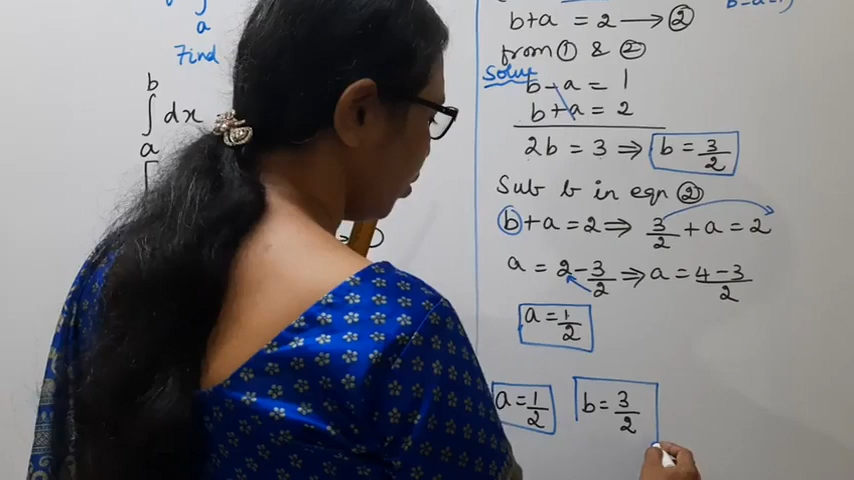 a
Find
b
∫ dx
a
b+a = 2 → ②
from ① & ②
Solve
b - a = 1
b + a = 2
2b = 3 ⇒ b = 3/2
Sub b in eqn ②
b + a = 2 ⇒ 3/2 + a = 2
a = 2 - 3/2 ⇒ a = 4-3/2
a = 1/2
a = 1/2 b = 3/2